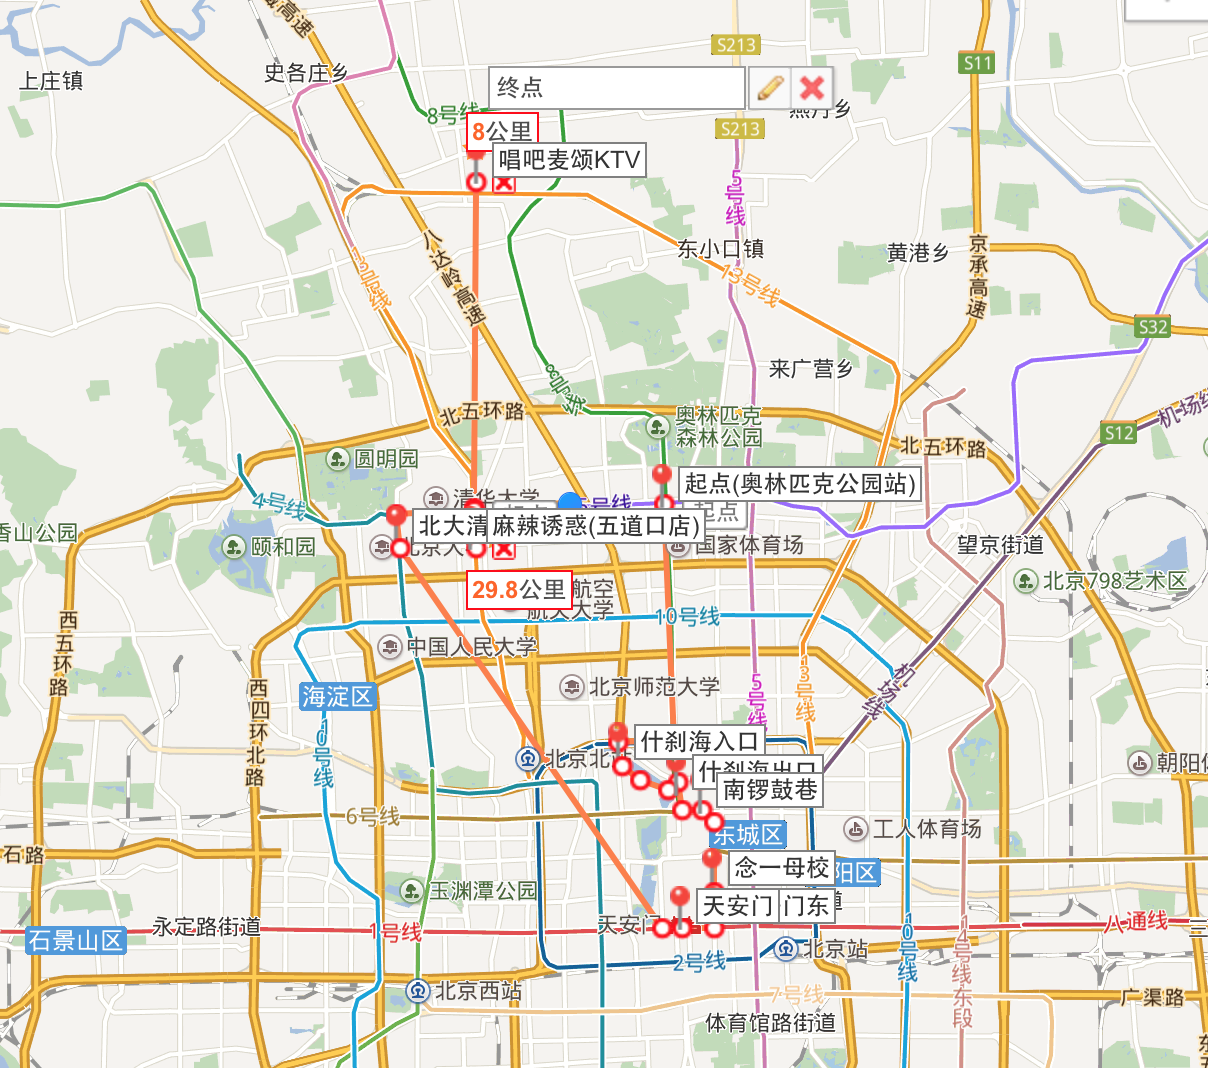 高速
S213
S11
史各庄乡
上庄镇
终点
8号线
8公里
S213
唱吧麦颂KTV
5号线
东小口镇
黄港乡
京承高速
八达岭高速
13号线
13号线
S32
来广营乡
8号线
北五环路
奥林匹克
森林公园
机场线
S12
北五环路
圆明园
起点(奥林匹克公园站)
4号线
清华大学
起点
北大清
麻辣诱惑(五道口店)
香山公园
颐和园
国家体育场
望京街道
29.8公里
北京798艺术区
航空
航天大学
10号线
西五环路
中国人民大学
机场线
13号线
5号线
海淀区
北京师范大学
西四环北路
10号线
什刹海入口
北京北站
什刹海出口
南锣鼓巷
朝阳
6号线
东城区
工人体育场
石路
念一母校
阳区
玉渊潭公园
天安门
门东
天安门
永定路街道
1号线
石景山区
八通线
10号线
14号线东段
北京站
2号线
北京西站
7号线
广渠路
体育馆路街道